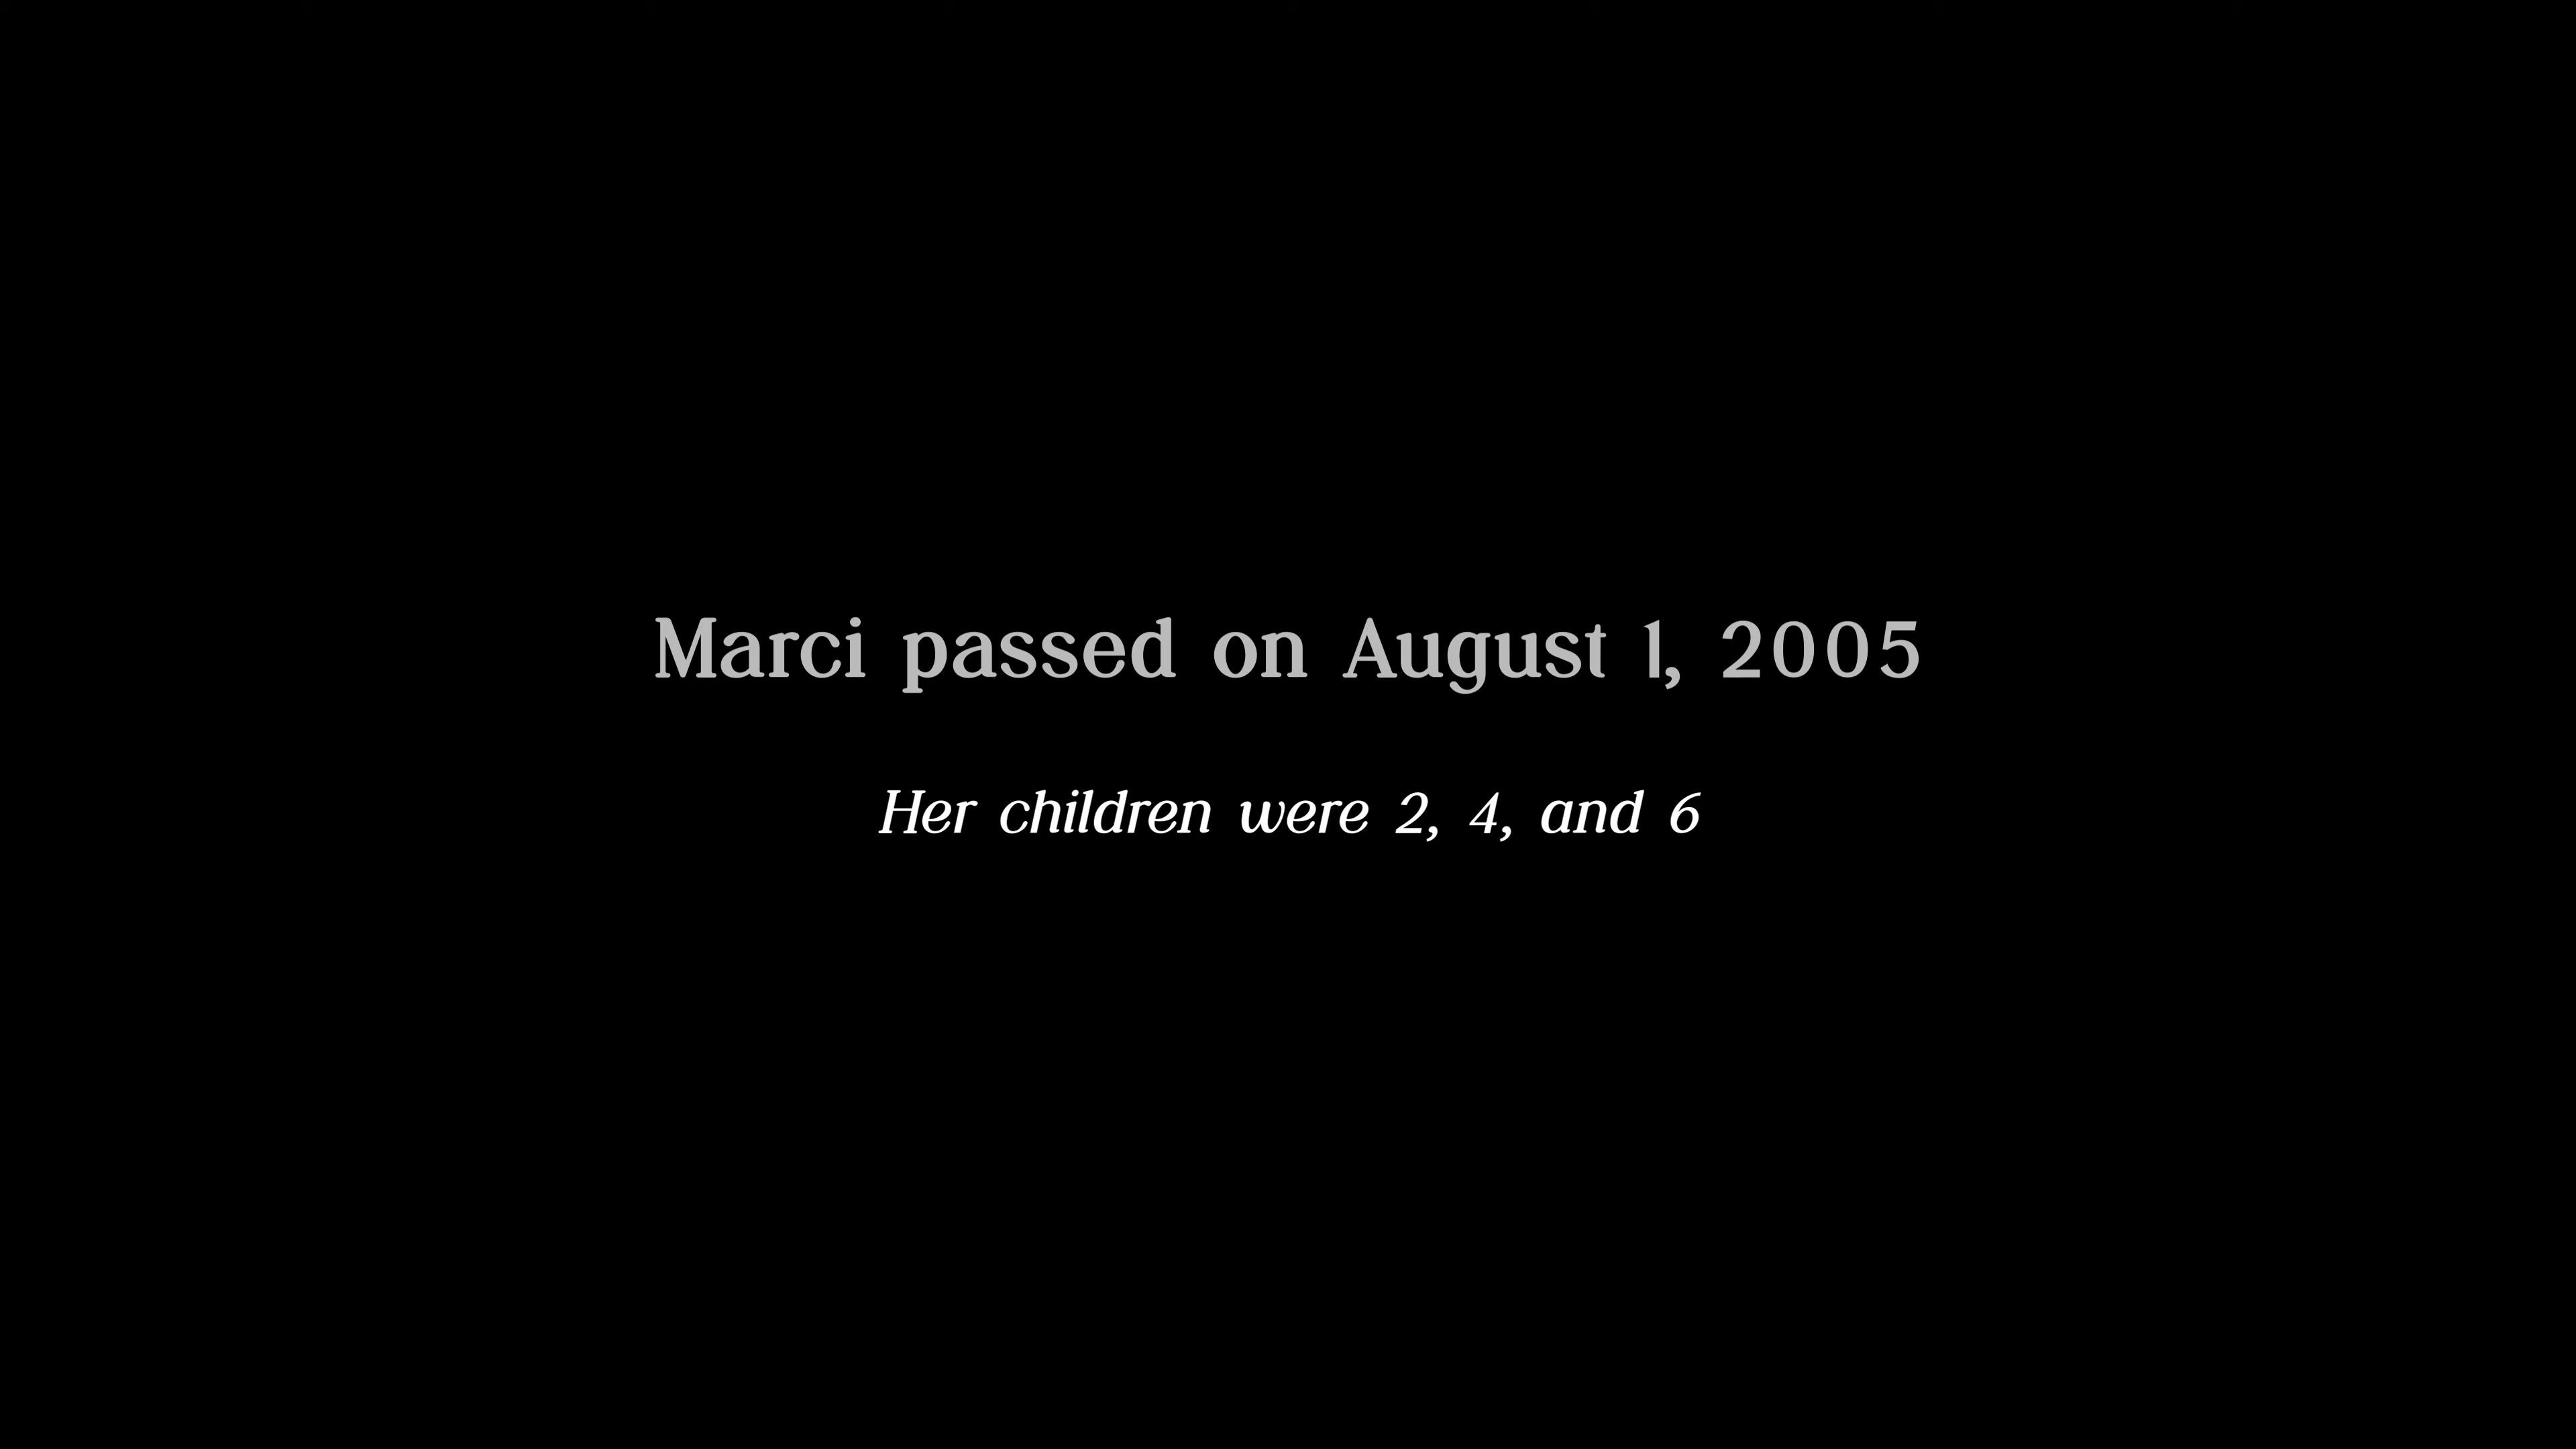 Marci passed on August 1, 2005
Her children were 2, 4, and 6